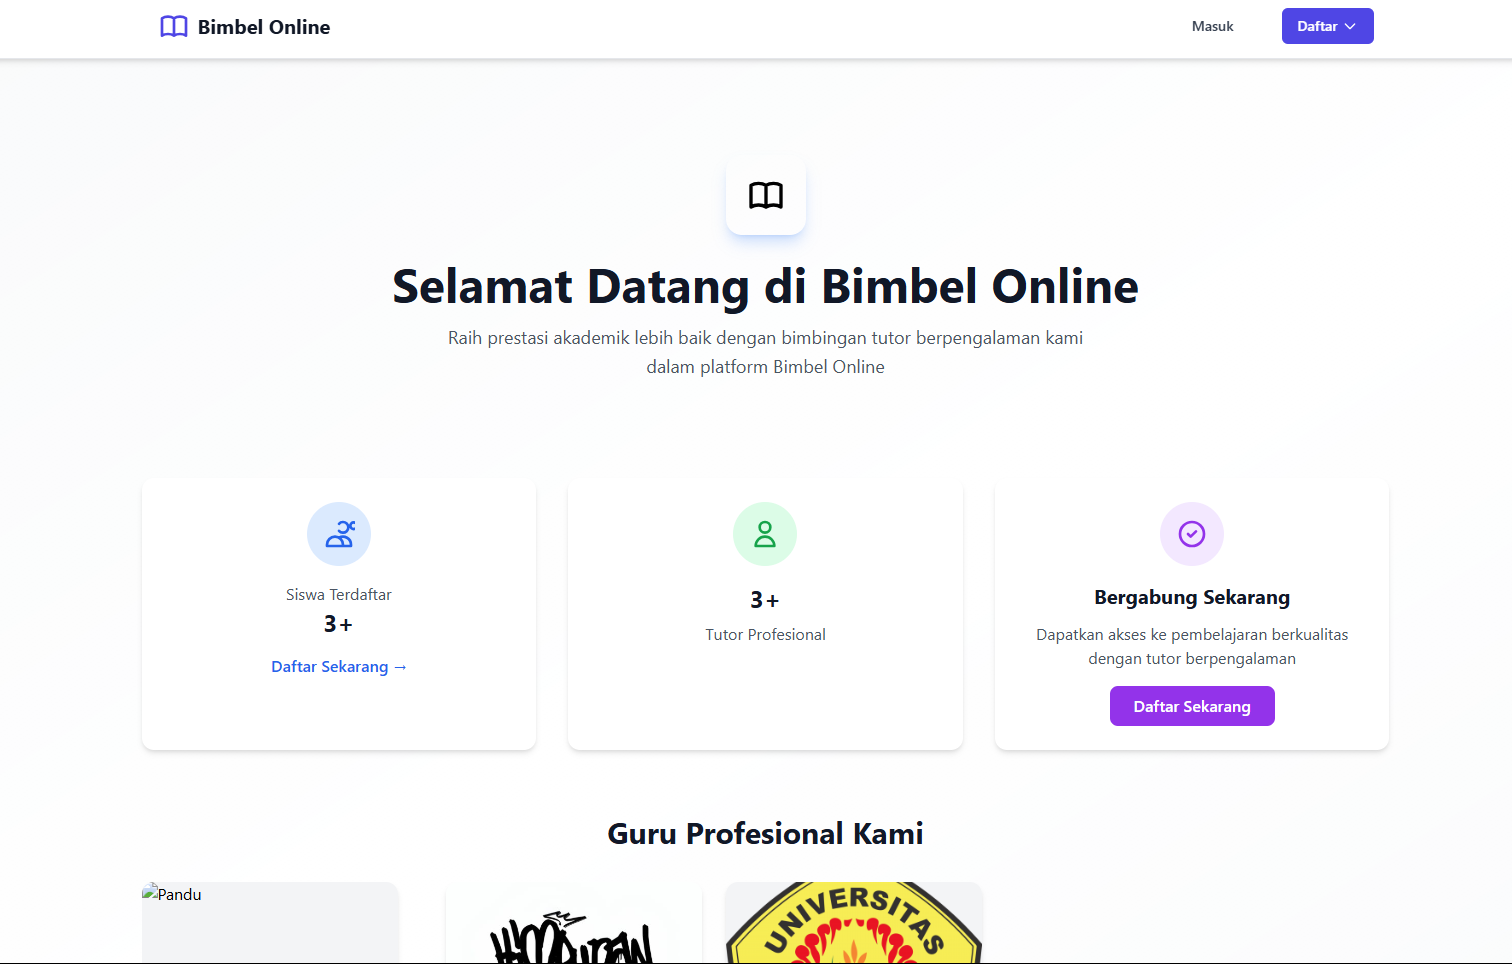 Bimbel Online
Masuk
Daftar
Selamat Datang di Bimbel Online
Raih prestasi akademik lebih baik dengan bimbingan tutor berpengalaman kami
dalam platform Bimbel Online
Siswa Terdaftar
3+
Daftar Sekarang →
3+
Tutor Profesional
Bergabung Sekarang
Dapatkan akses ke pembelajaran berkualitas
dengan tutor berpengalaman
Daftar Sekarang
Guru Profesional Kami
Pandu
UNIVERSITAS